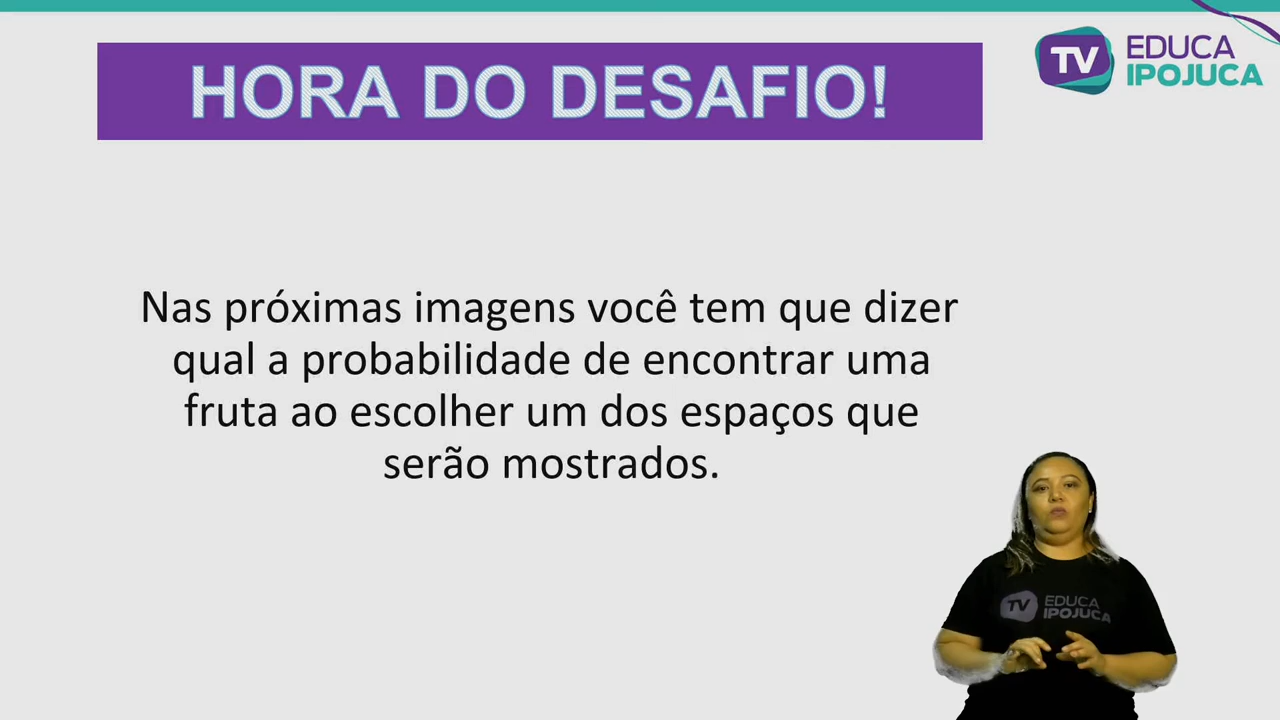 HORA DO DESAFIO!
TV EDUCA
IPOJUCA
Nas próximas imagens você tem que dizer
qual a probabilidade de encontrar uma
fruta ao escolher um dos espaços que
serão mostrados.
TV EDUCA
IPOJUCA